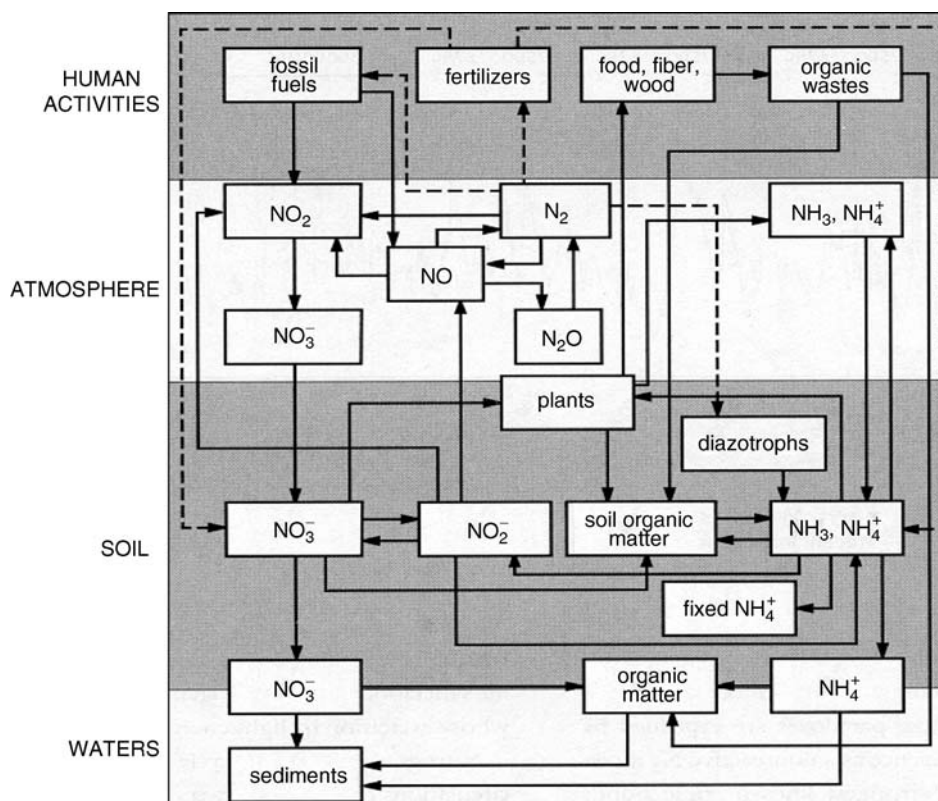 HUMAN
ACTIVITIES
fossil
fuels
fertilizers
food, fiber,
wood
organic
wastes
ATMOSPHERE
NO₂
N₂
NH₃, NH₄⁺
NO
NO₃⁻
N₂O
plants
diazotrophs
SOIL
NO₃⁻
NO₂⁻
soil organic
matter
NH₃, NH₄⁺
fixed NH₄⁺
WATERS
NO₃⁻
organic
matter
NH₄⁺
sediments